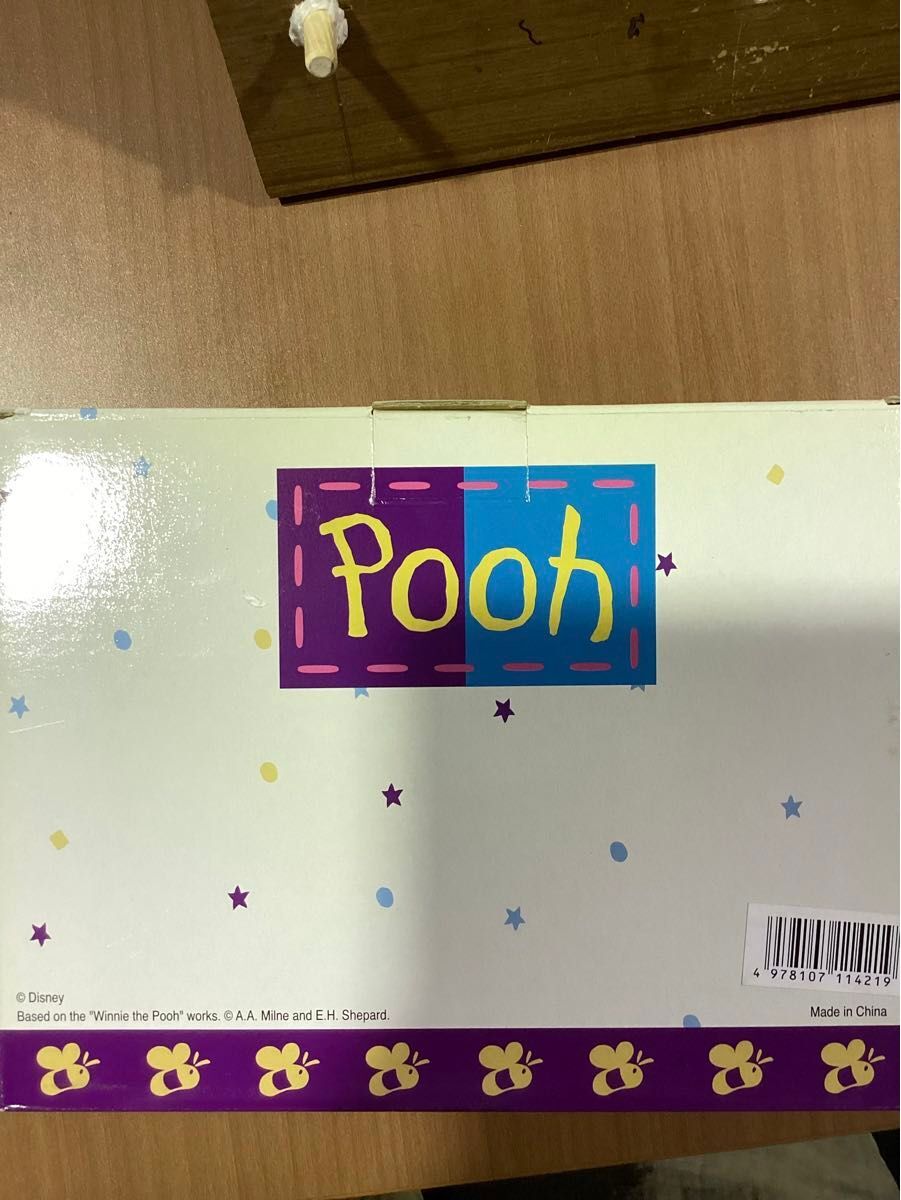 Pooh
4 978107 114219
© Disney
Based on the "Winnie the Pooh" works. © A.A. Milne and E.H. Shepard.
Made in China